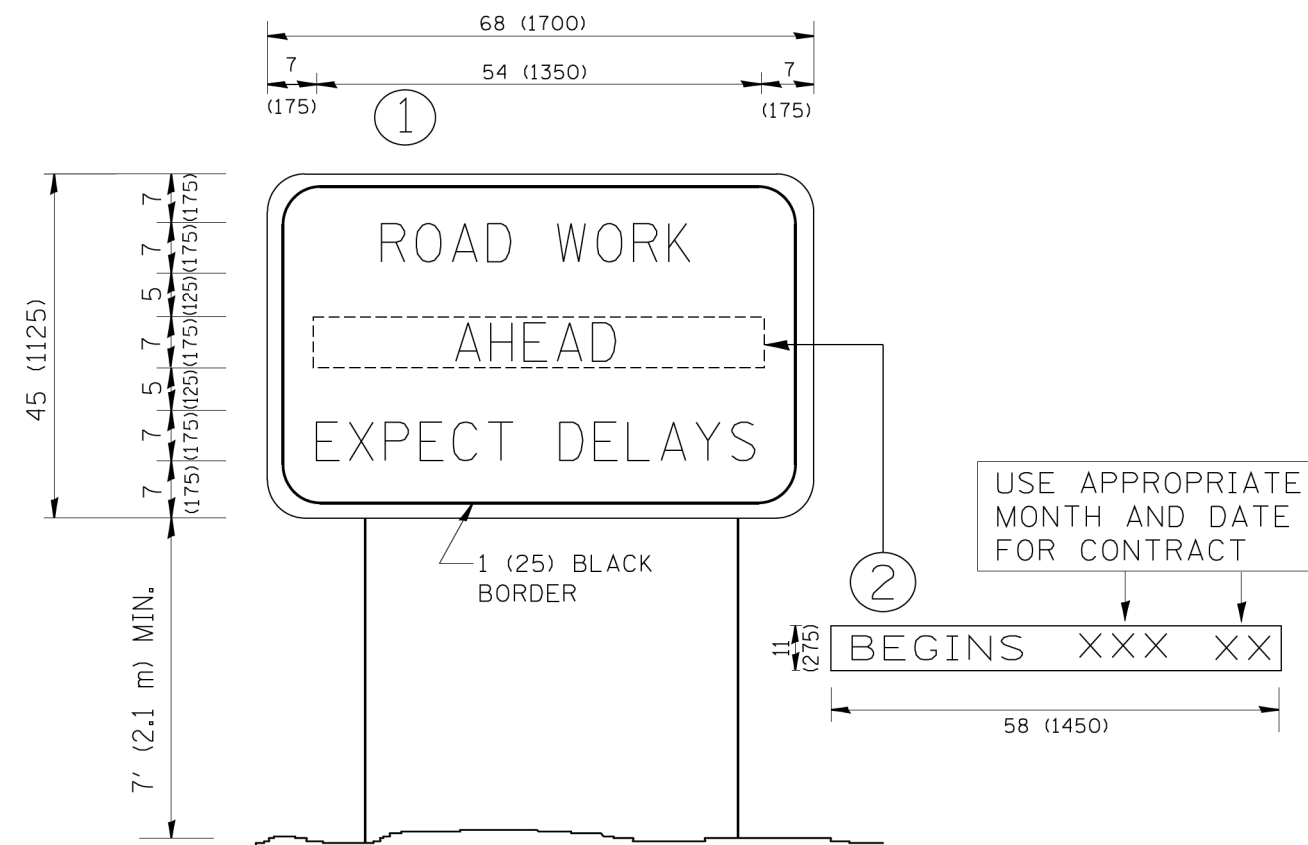 68 (1700)
7
54 (1350)
7
(175)
(175)
1
45 (1125)
7 (175)
7 (175)
5 (125)
7 (175)
5 (125)
7 (175)
7 (175)
ROAD WORK
AHEAD
EXPECT DELAYS
7' (2.1 m) MIN.
1 (25) BLACK
BORDER
2
USE APPROPRIATE
MONTH AND DATE
FOR CONTRACT
11
(275)
BEGINS XXX XX
58 (1450)